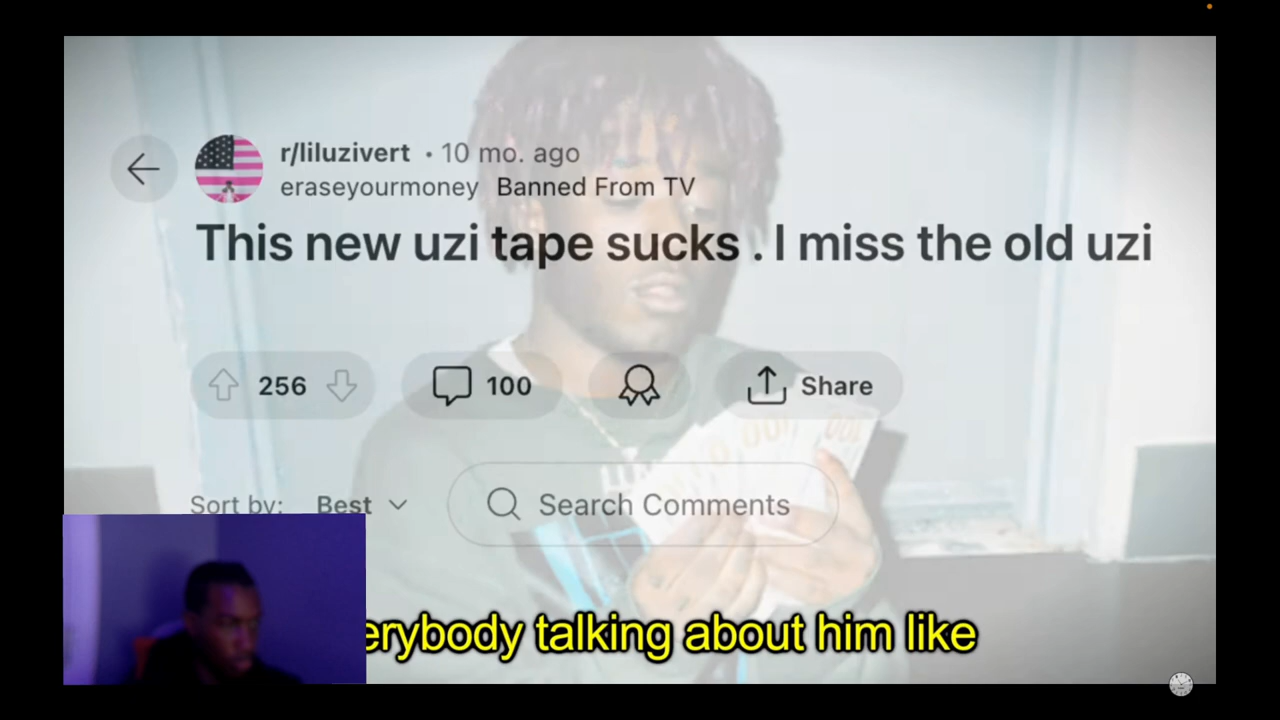 r/liluzivert • 10 mo. ago
eraseyourmoney Banned From TV
This new uzi tape sucks . I miss the old uzi
256 100 Share
Sort by: Best Search Comments
erybody talking about him like